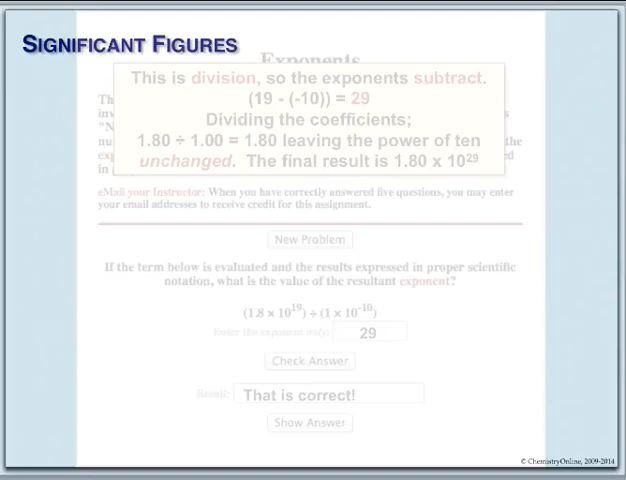 SIGNIFICANT FIGURES
Exponents
This is division, so the exponents subtract.
(19 - (-10)) = 29
Dividing the coefficients;
1.80 ÷ 1.00 = 1.80 leaving the power of ten
unchanged. The final result is 1.80 x 10²⁹
the
in
eMail your Instructor: When you have correctly answered five questions, you may enter
your email addresses to receive credit for this assignment.
New Problem
If the term below is evaluated and the results expressed in proper scientific
notation, what is the value of the resultant exponent?
(1.8 × 10¹⁹) ÷ (1 × 10⁻¹⁰)
Enter the exponent only: 29
Check Answer
Result: That is correct!
Show Answer
© ChemistryOnline, 2009-2014